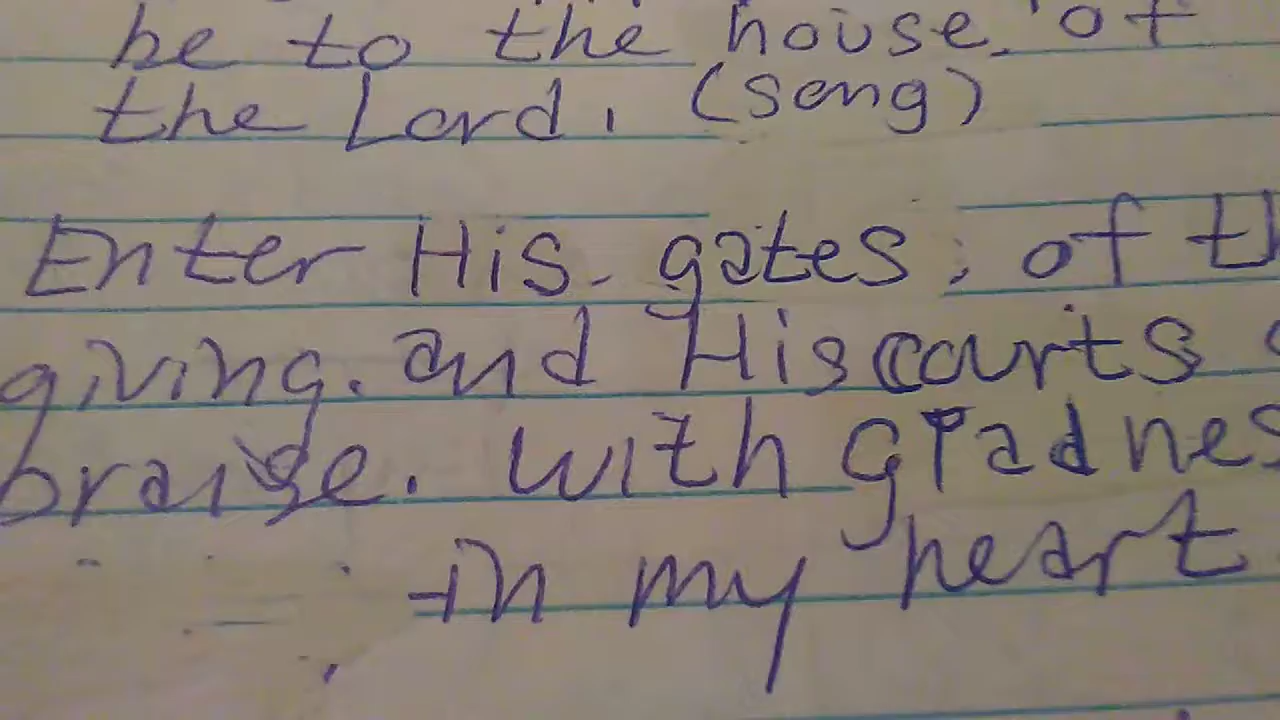 be to the house of
the Lord, (song)
Enter His gates, of
giving. and His courts
praise. with gladnes
in my heart